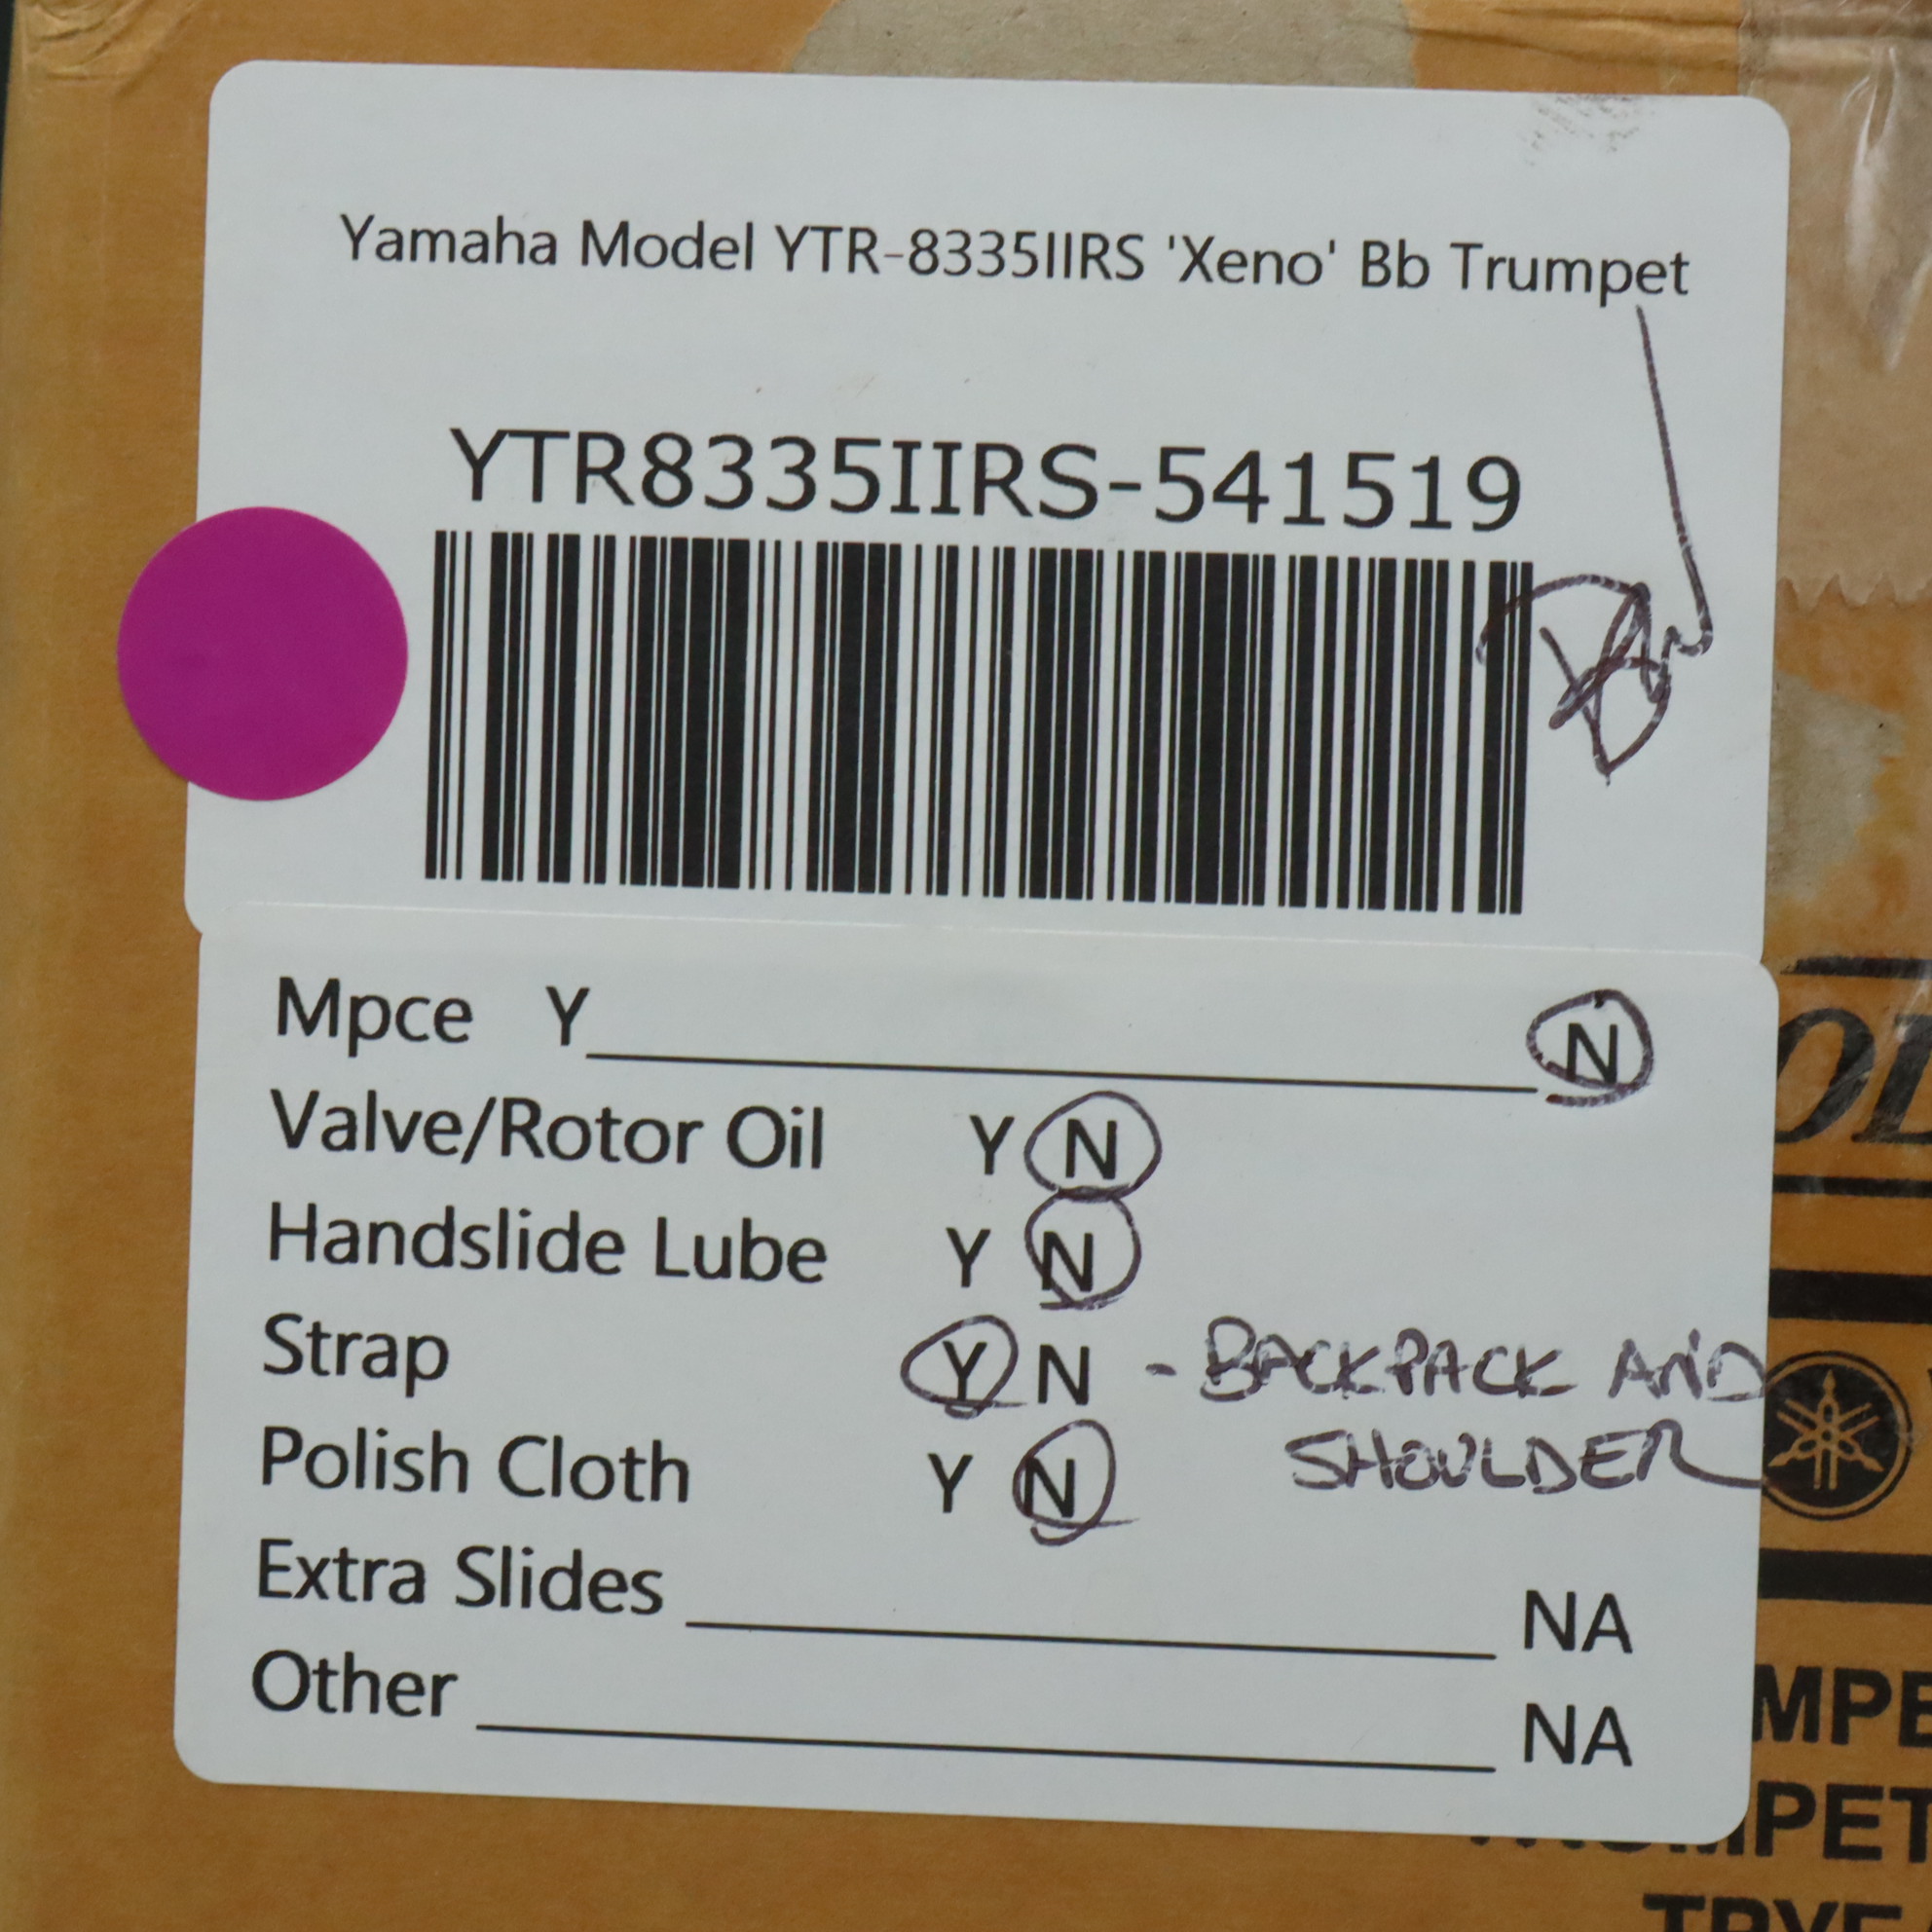 Yamaha Model YTR-8335IIRS 'Xeno' Bb Trumpet
YTR8335IIRS-541519
Mpce Y N
Valve/Rotor Oil Y N
Handslide Lube Y N
Strap Y N - BACKPACK AND
SHOULDER
Polish Cloth Y N
Extra Slides NA
Other NA